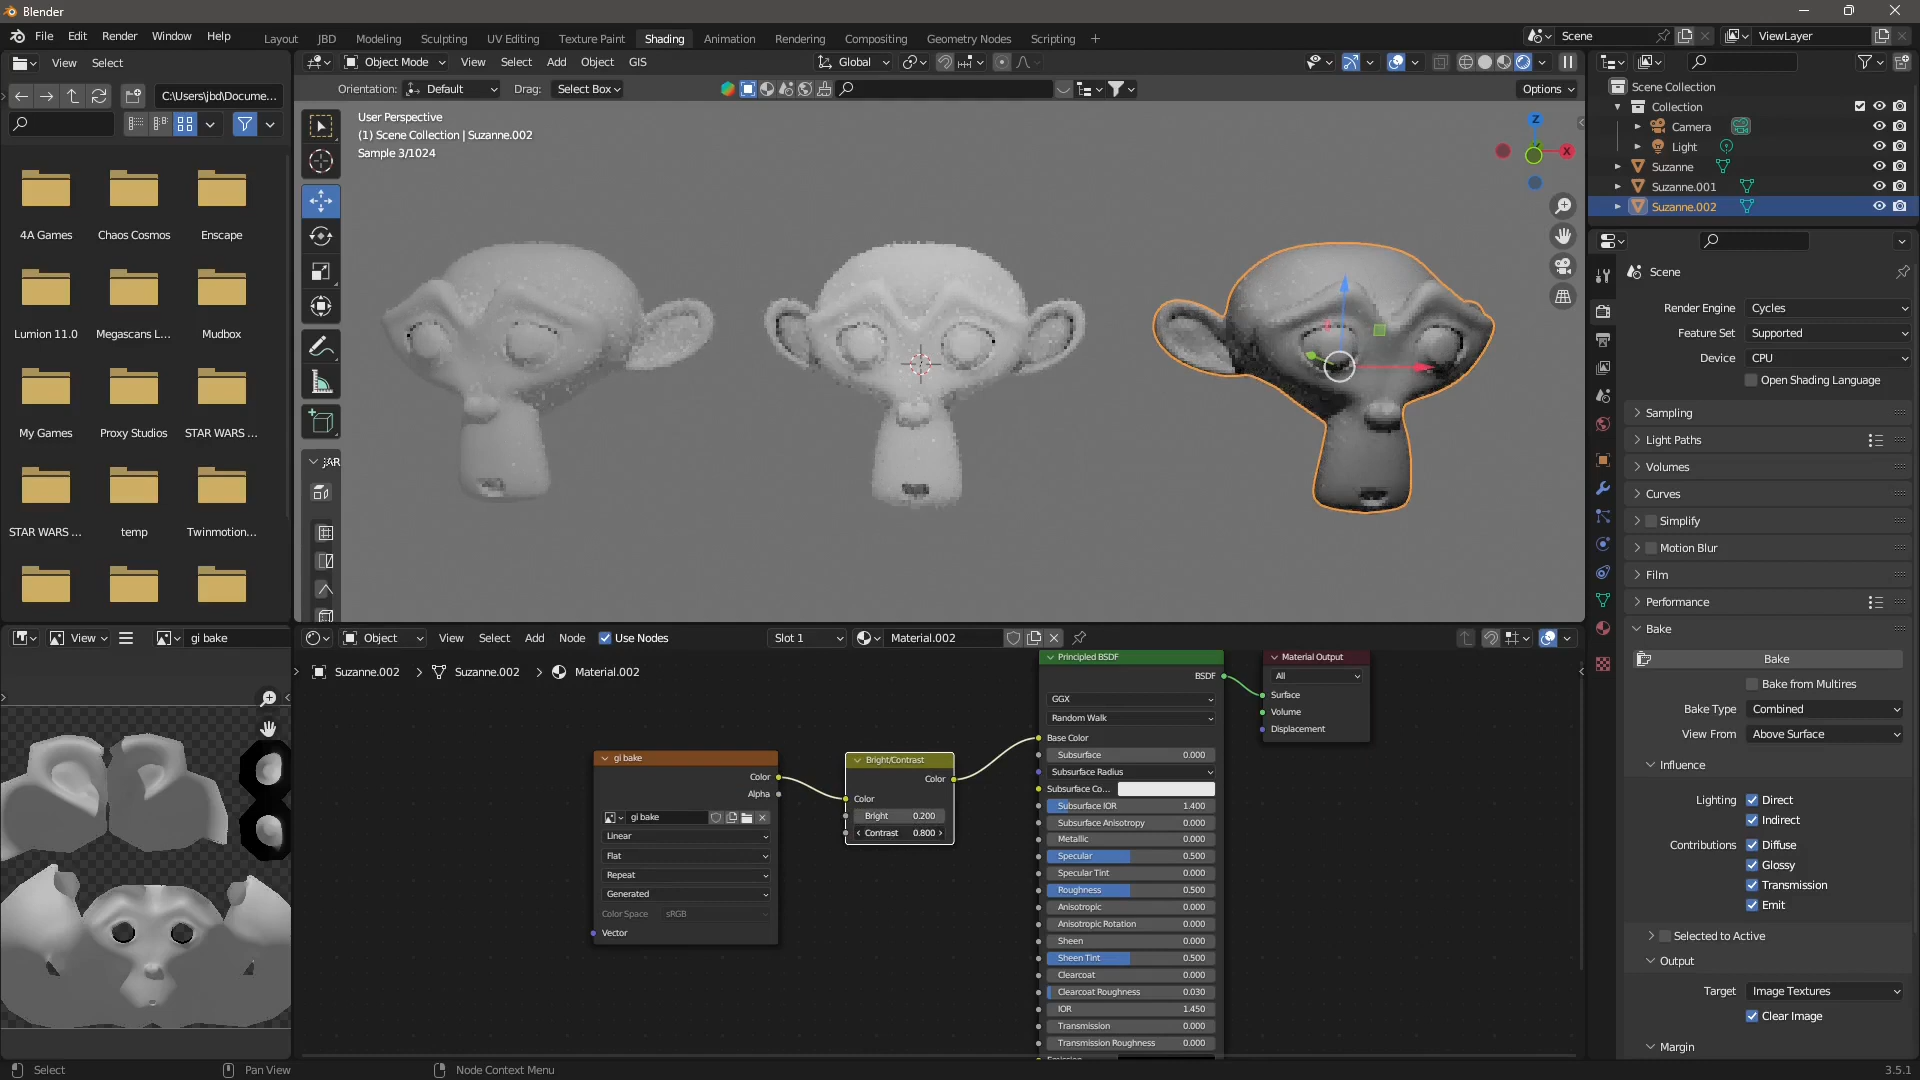 Blender
File Edit Render Window Help
Layout JBD Modeling Sculpting UV Editing Texture Paint Shading Animation Rendering Compositing Geometry Nodes Scripting +
Scene
ViewLayer
View Select
Object Mode View Select Add Object GIS
Global
C:\Users\jbd\Docume...
Orientation: Default Drag: Select Box
Options
User Perspective
(1) Scene Collection | Suzanne.002
Sample 3/1024
Z
X
4A Games Chaos Cosmos Enscape
Lumion 11.0 Megascans L... Mudbox
My Games Proxy Studios STAR WARS ...
STAR WARS ... temp Twinmotion...
Scene Collection
Collection
Camera
Light
Suzanne
Suzanne.001
Suzanne.002
Scene
Render Engine Cycles
Feature Set Supported
Device CPU
Open Shading Language
Sampling
Light Paths
Volumes
Curves
Simplify
Motion Blur
Film
Performance
Bake
Bake
Bake from Multires
Bake Type Combined
View From Above Surface
Influence
Lighting Direct
Indirect
Contributions Diffuse
Glossy
Transmission
Emit
Selected to Active
Output
Target Image Textures
Clear Image
Margin
View gi bake
Object View Select Add Node Use Nodes Slot 1 Material.002
Suzanne.002 > Suzanne.002 > Material.002
gi bake
Color
Alpha
gi bake
Linear
Flat
Repeat
Generated
Color Space sRGB
Vector
Bright/Contrast
Color
Color
Bright 0.200
Contrast 0.800
Principled BSDF
BSDF
GGX
Random Walk
Base Color
Subsurface 0.000
Subsurface Radius
Subsurface Co...
Subsurface IOR 1.400
Subsurface Anisotropy 0.000
Metallic 0.000
Specular 0.500
Specular Tint 0.000
Roughness 0.500
Anisotropic 0.000
Anisotropic Rotation 0.000
Sheen 0.000
Sheen Tint 0.500
Clearcoat 0.000
Clearcoat Roughness 0.030
IOR 1.450
Transmission 0.000
Transmission Roughness 0.000
Material Output
All
Surface
Volume
Displacement
Select Pan View Node Context Menu
3.5.1